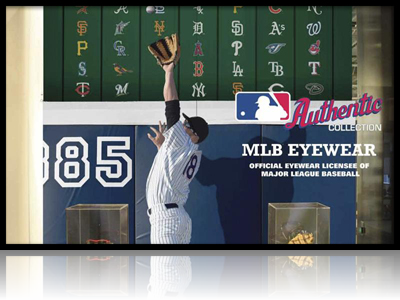 Authentic
COLLECTION
MLB EYEWEAR
OFFICIAL EYEWEAR LICENSEE OF
MAJOR LEAGUE BASEBALL
385
18